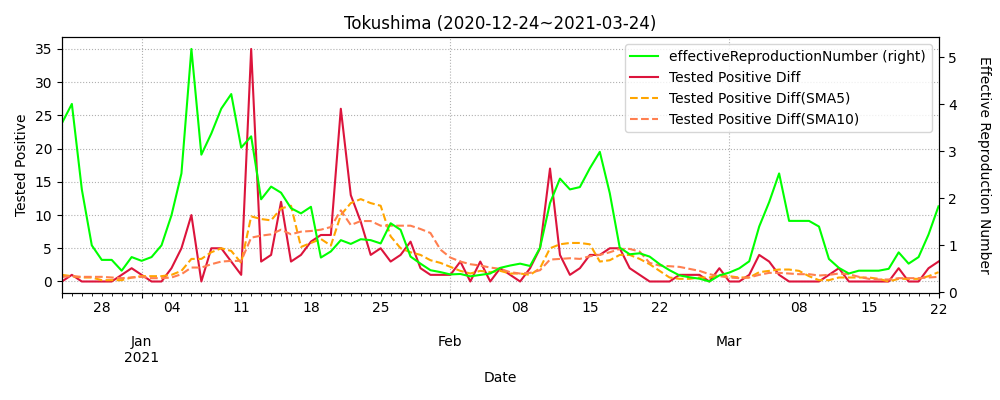 Tokushima (2020-12-24~2021-03-24)
effectiveReproductionNumber (right)
Tested Positive Diff
Tested Positive Diff(SMA5)
Tested Positive Diff(SMA10)
Tested Positive
35
30
25
20
15
10
5
0
Effective Reproduction Number
5
4
3
2
1
0
28 04 11 18 25 08 15 22 08 15 22
Jan Feb Mar
2021
Date